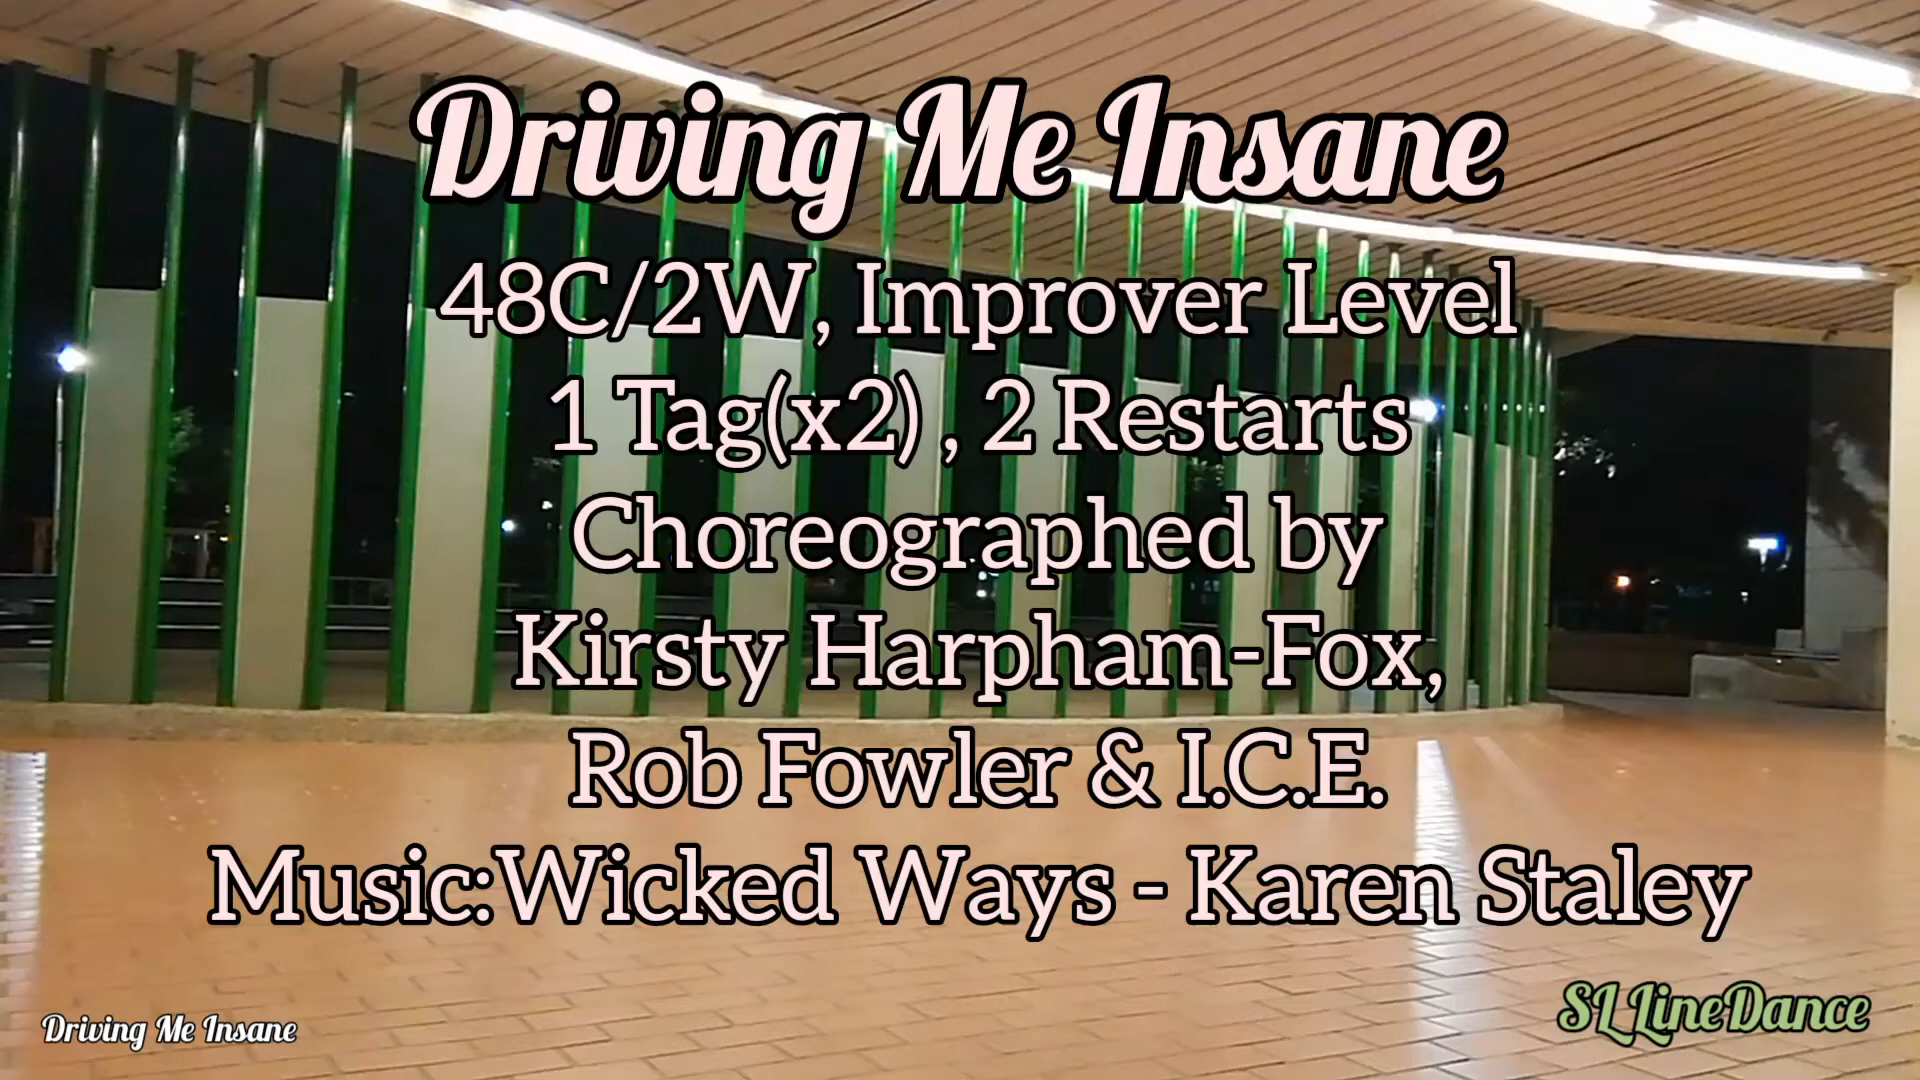 Driving Me Insane
48C/2W, Improver Level
1 Tag(x2) , 2 Restarts
Choreographed by
Kirsty Harpham-Fox,
Rob Fowler & I.C.E.
Music:Wicked Ways - Karen Staley
Driving Me Insane
SL LineDance